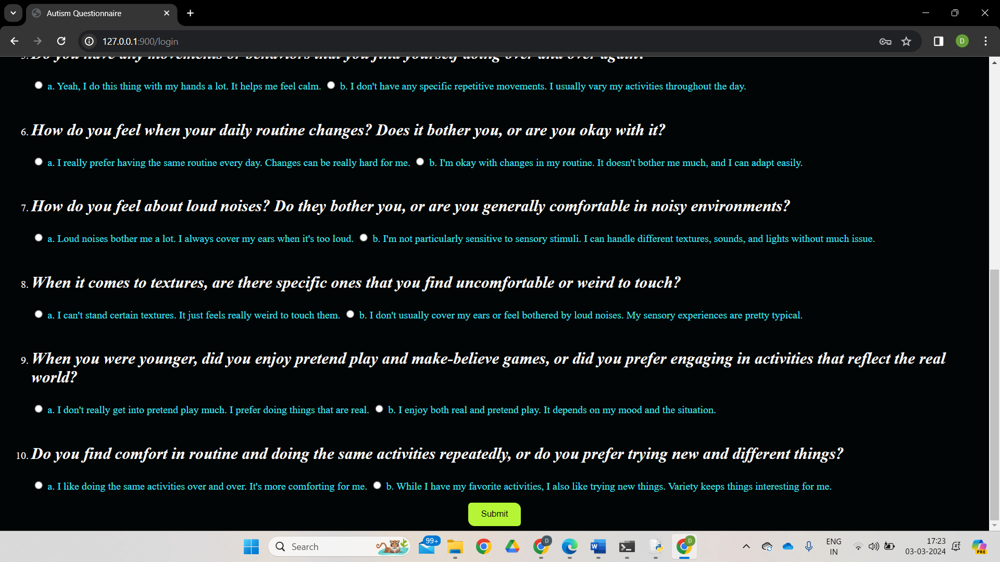 Autism Questionnaire
127.0.0.1:900/login
D
5. Do you have any movements or behaviors that you find yourself doing over and over again?
a. Yeah, I do this thing with my hands a lot. It helps me feel calm. b. I don't have any specific repetitive movements. I usually vary my activities throughout the day.
6. How do you feel when your daily routine changes? Does it bother you, or are you okay with it?
a. I really prefer having the same routine every day. Changes can be really hard for me. b. I'm okay with changes in my routine. It doesn't bother me much, and I can adapt easily.
7. How do you feel about loud noises? Do they bother you, or are you generally comfortable in noisy environments?
a. Loud noises bother me a lot. I always cover my ears when it's too loud. b. I'm not particularly sensitive to sensory stimuli. I can handle different textures, sounds, and lights without much issue.
8. When it comes to textures, are there specific ones that you find uncomfortable or weird to touch?
a. I can't stand certain textures. It just feels really weird to touch them. b. I don't usually cover my ears or feel bothered by loud noises. My sensory experiences are pretty typical.
9. When you were younger, did you enjoy pretend play and make-believe games, or did you prefer engaging in activities that reflect the real
world?
a. I don't really get into pretend play much. I prefer doing things that are real. b. I enjoy both real and pretend play. It depends on my mood and the situation.
10. Do you find comfort in routine and doing the same activities repeatedly, or do you prefer trying new and different things?
a. I like doing the same activities over and over. It's more comforting for me. b. While I have my favorite activities, I also like trying new things. Variety keeps things interesting for me.
Submit
Search
99+
D
W
D
ENG
IN
17:23
03-03-2024
PRE